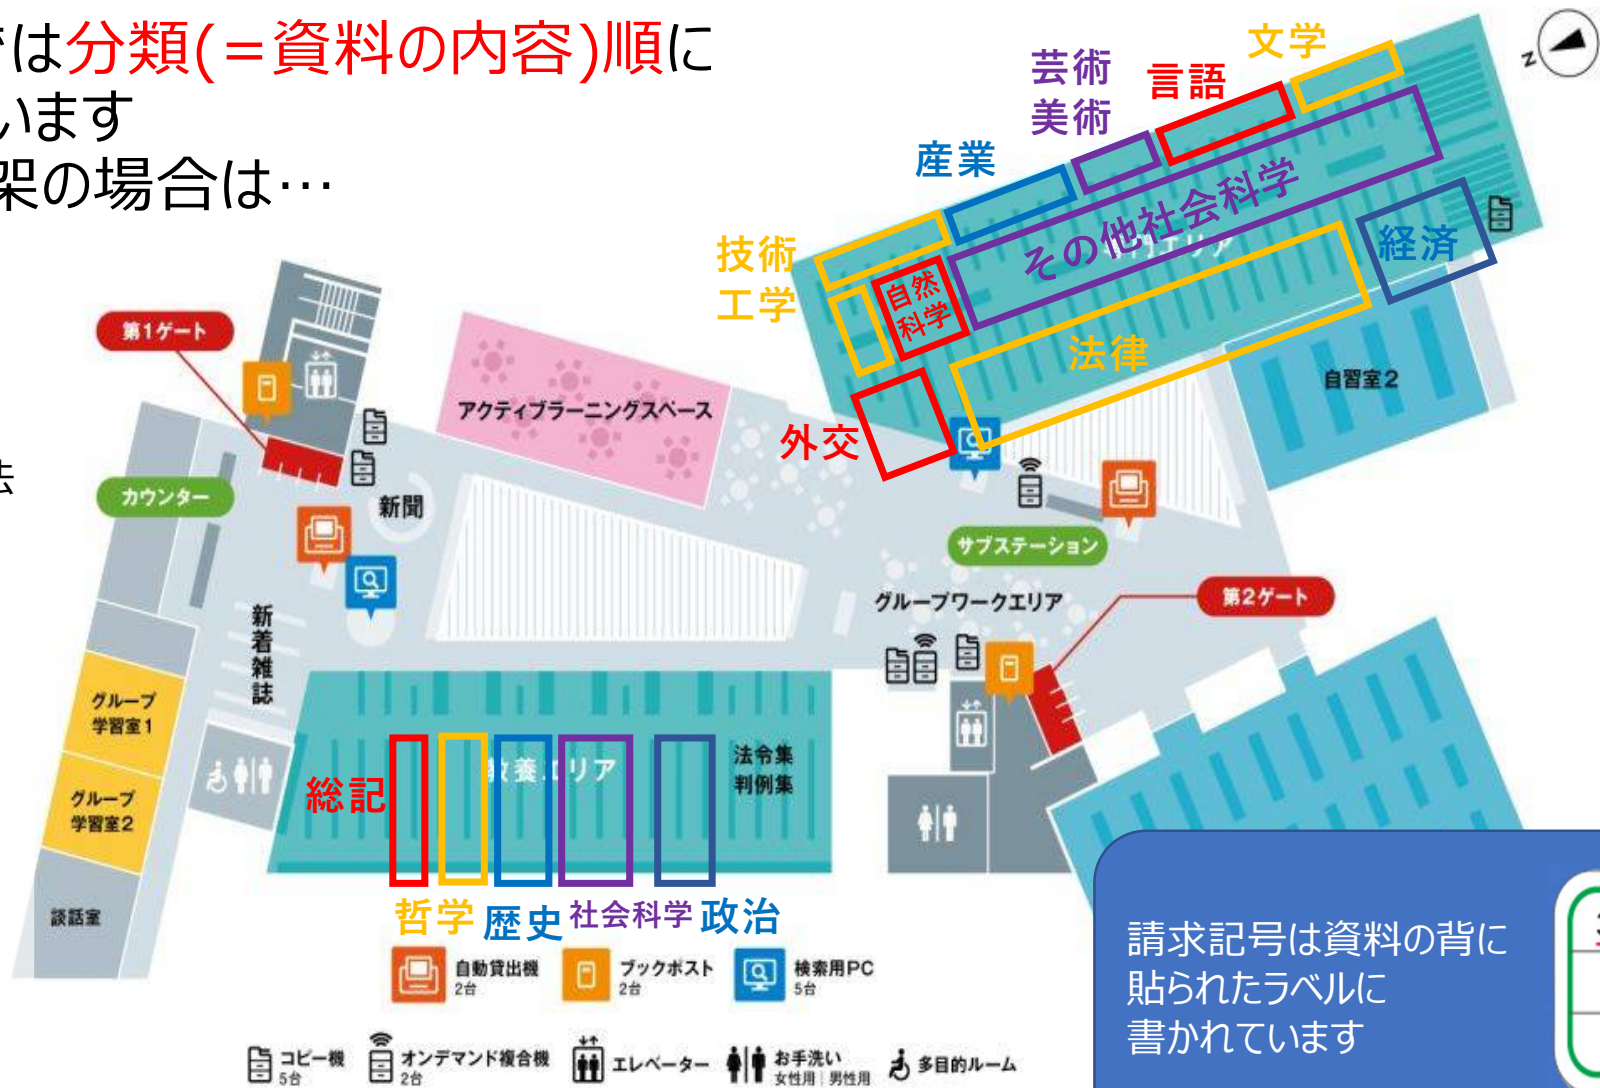 は分類(=資料の内容)順に
います
架の場合は…
法
文学
芸術
美術
言語
産業
技術
工学
Z
その他社会科学
経済
自然
科学
法律
外交
自習室2
第1ゲート
アクティブラーニングスペース
カウンター
新聞
サブステーション
グループワークエリア
第2ゲート
新着雑誌
グループ
学習室1
グループ
学習室2
談話室
教養エリア
法令集
判例集
総記
哲学
歴史
社会科学
政治
自動貸出機
2台
ブックポスト
2台
検索用PC
5台
コピー機
5台
オンデマンド複合機
2台
エレベーター
お手洗い
女性用|男性用
多目的ルーム
請求記号は資料の背に
貼られたラベルに
書かれています